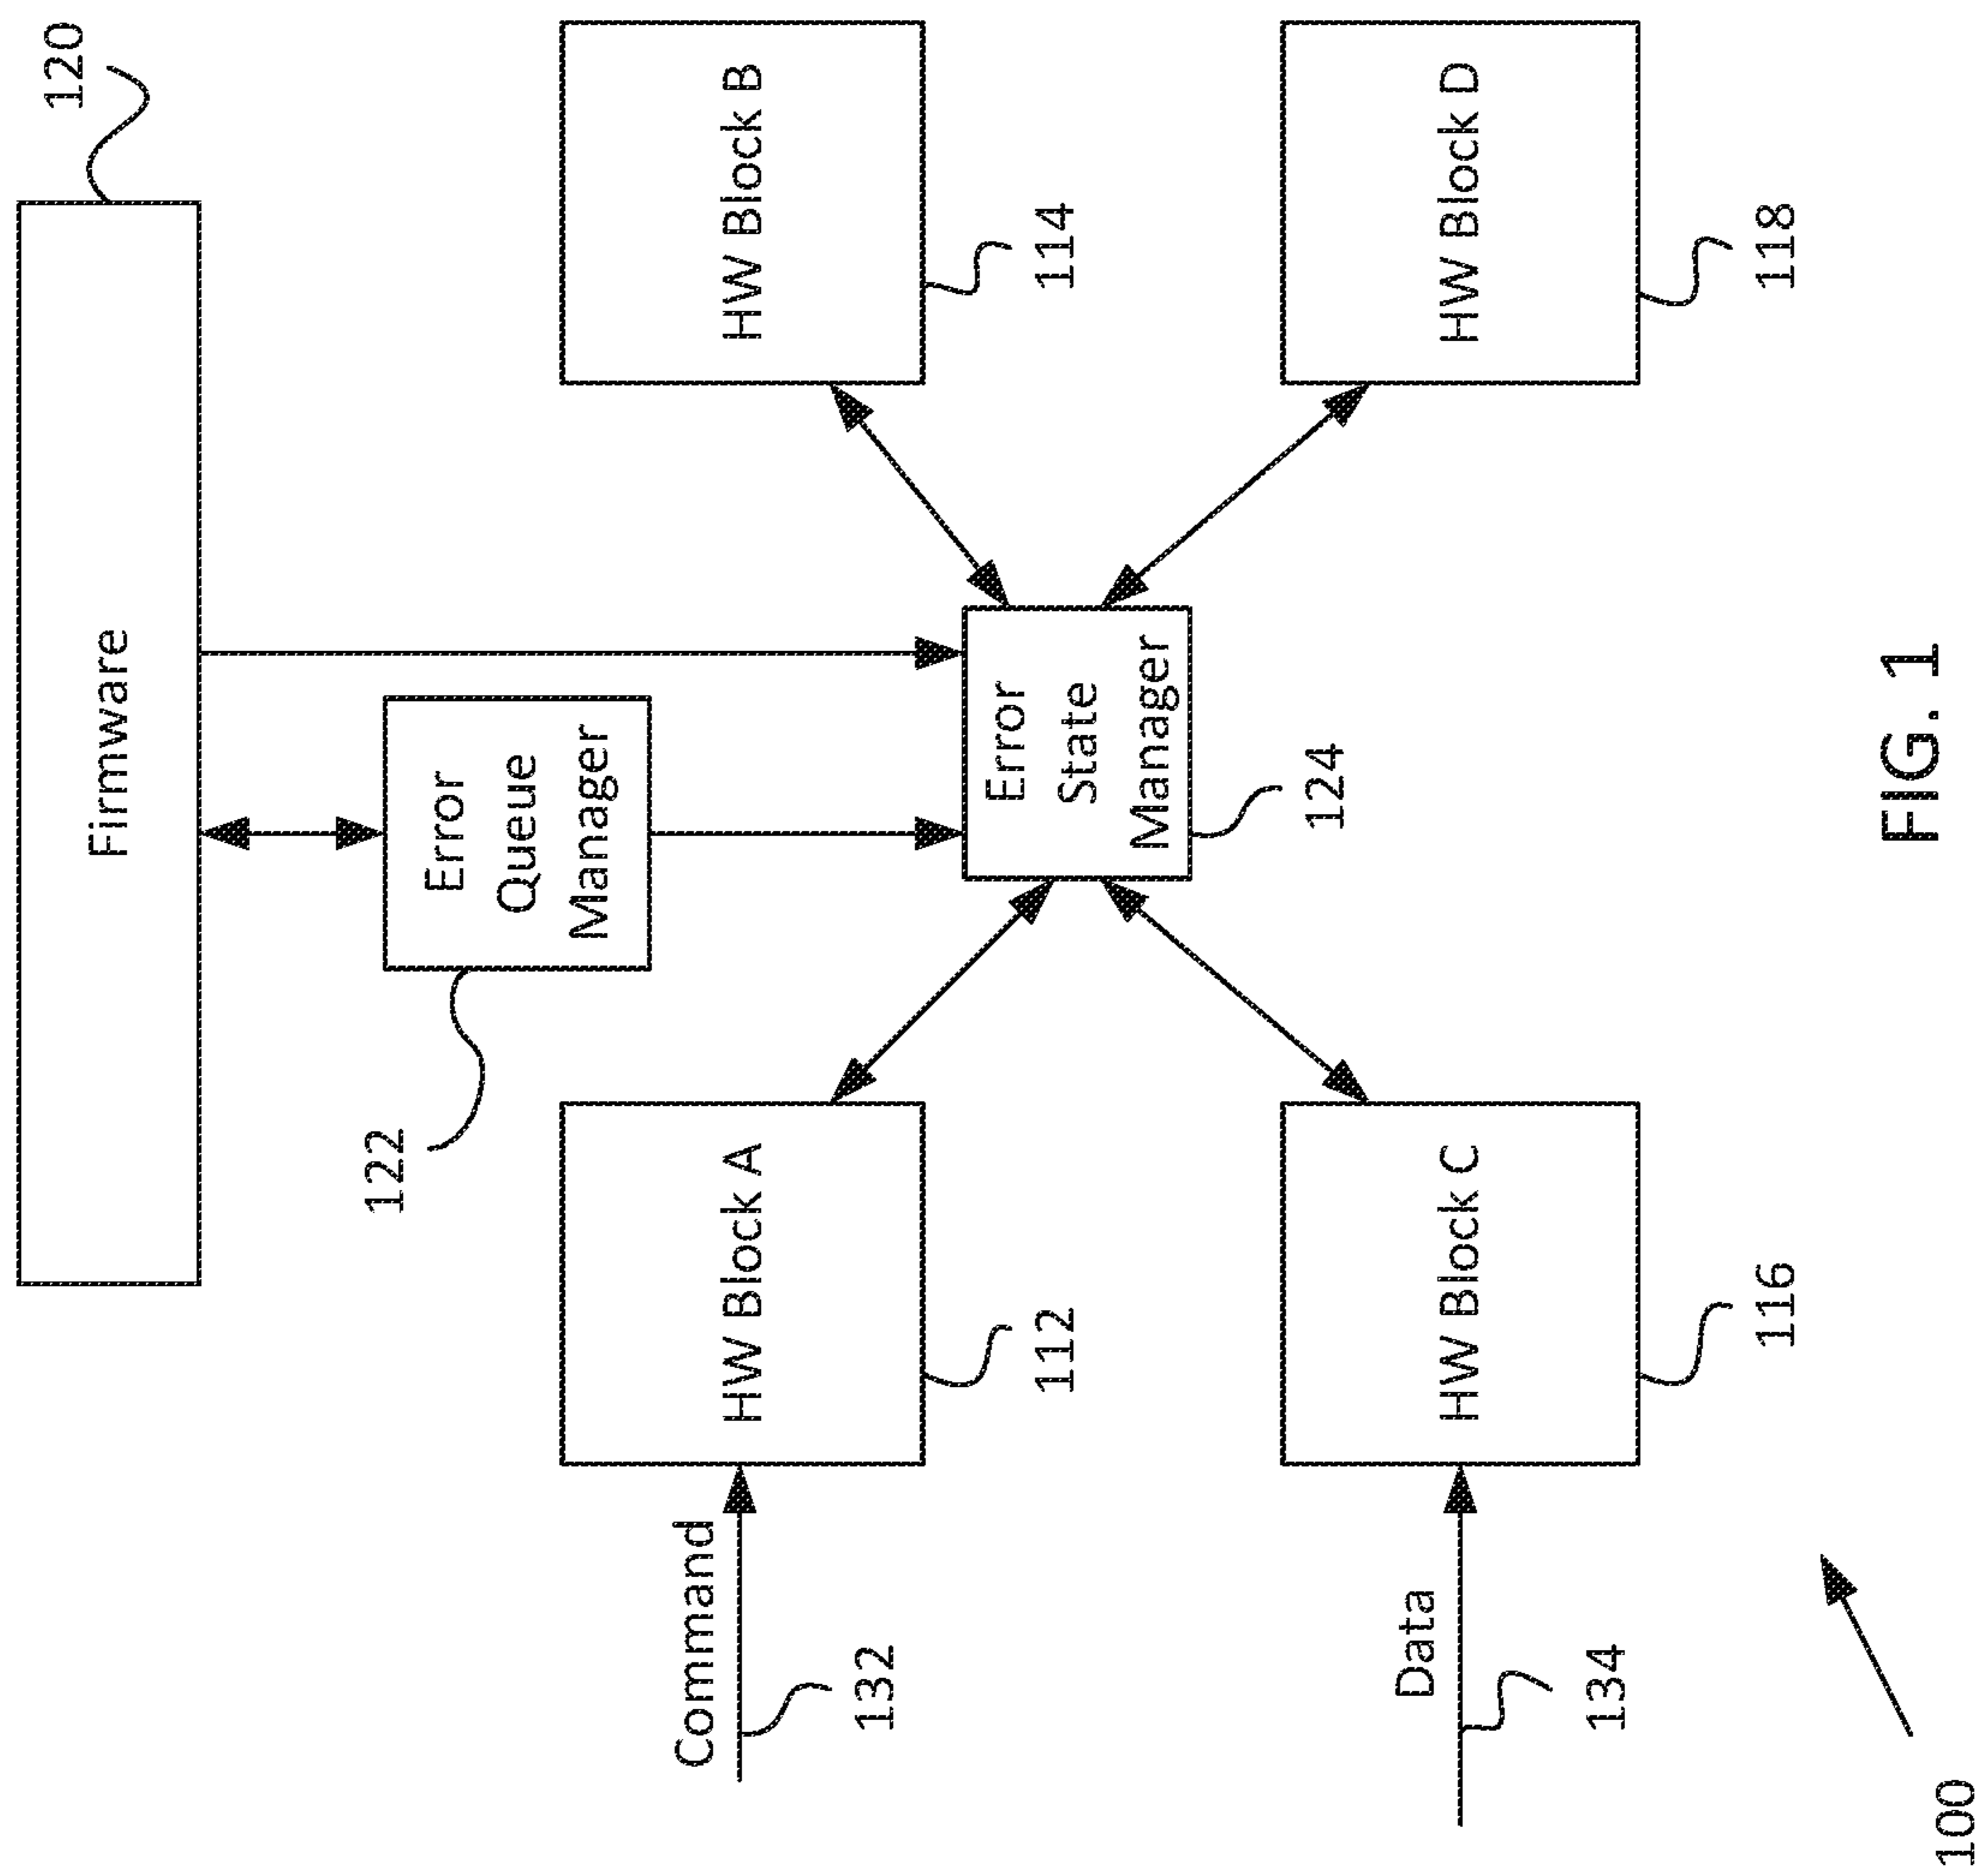 120
Firmware
122
Error
Queue
Manager
Command
132
HW Block A
112
HW Block B
114
Error
State
Manager
124
Data
134
HW Block C
116
HW Block D
118
100
FIG. 1